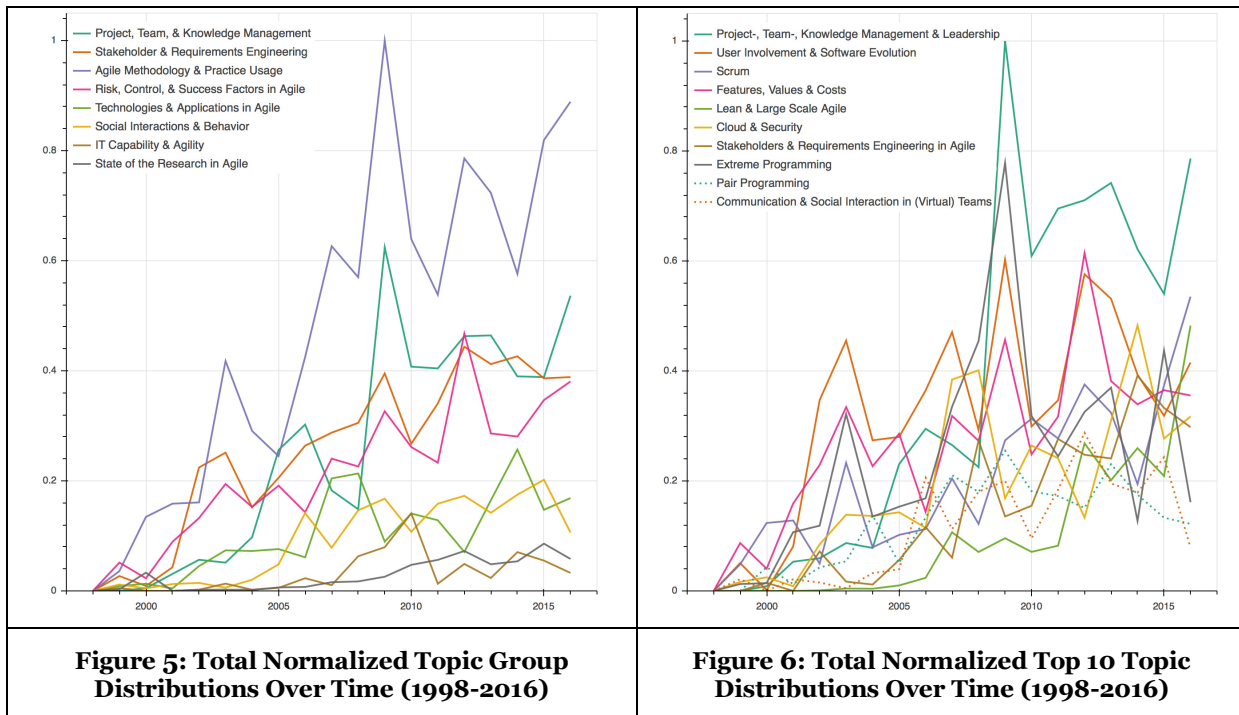 1
0.8
0.6
0.4
0.2
0
2000
2005
2010
2015
Project, Team, & Knowledge Management
Stakeholder & Requirements Engineering
Agile Methodology & Practice Usage
Risk, Control, & Success Factors in Agile
Technologies & Applications in Agile
Social Interactions & Behavior
IT Capability & Agility
State of the Research in Agile
Figure 5: Total Normalized Topic Group
Distributions Over Time (1998-2016)
1
0.8
0.6
0.4
0.2
0
2000
2005
2010
2015
Project-, Team-, Knowledge Management & Leadership
User Involvement & Software Evolution
Scrum
Features, Values & Costs
Lean & Large Scale Agile
Cloud & Security
Stakeholders & Requirements Engineering in Agile
Extreme Programming
Pair Programming
Communication & Social Interaction in (Virtual) Teams
Figure 6: Total Normalized Top 10 Topic
Distributions Over Time (1998-2016)